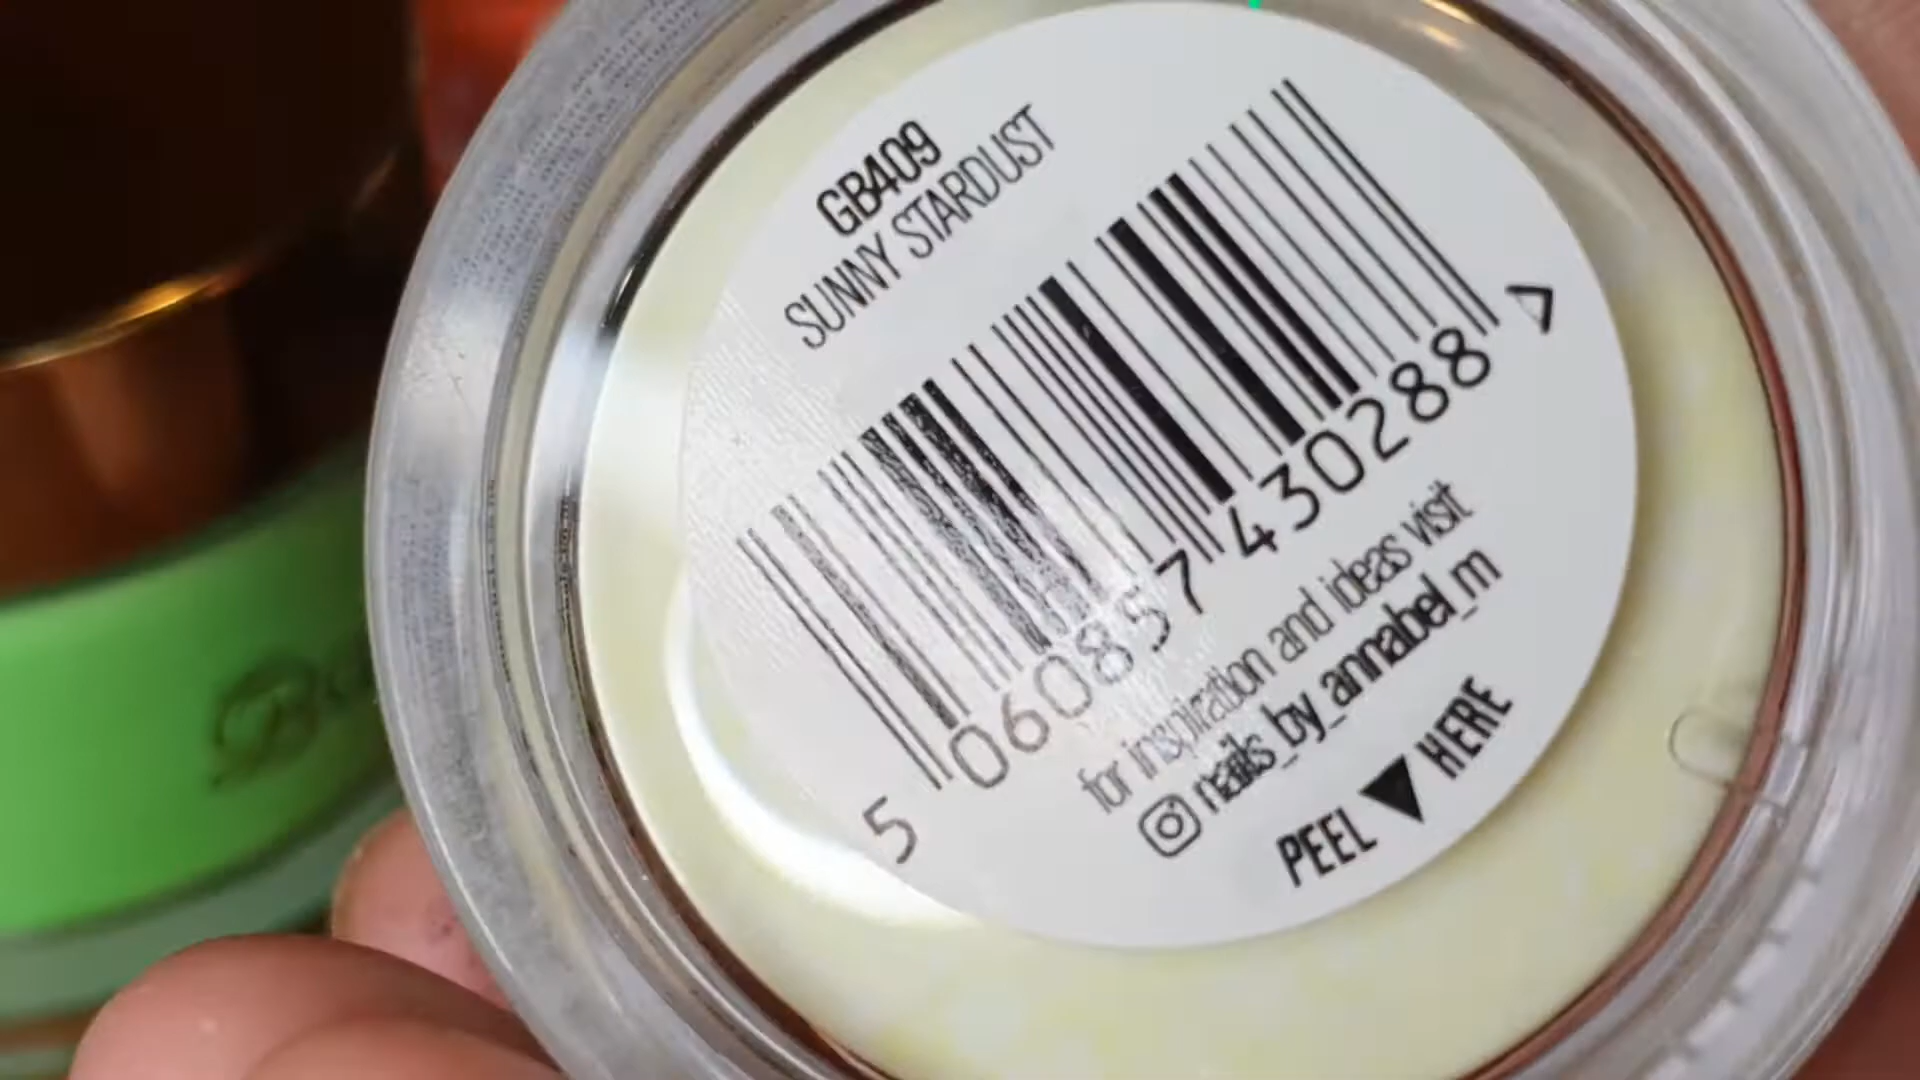 GB409
SUNNY STARDUST
5 060857 430288 >
for inspiration and ideas visit
nails_by_annabel_m
PEEL ▼ HERE